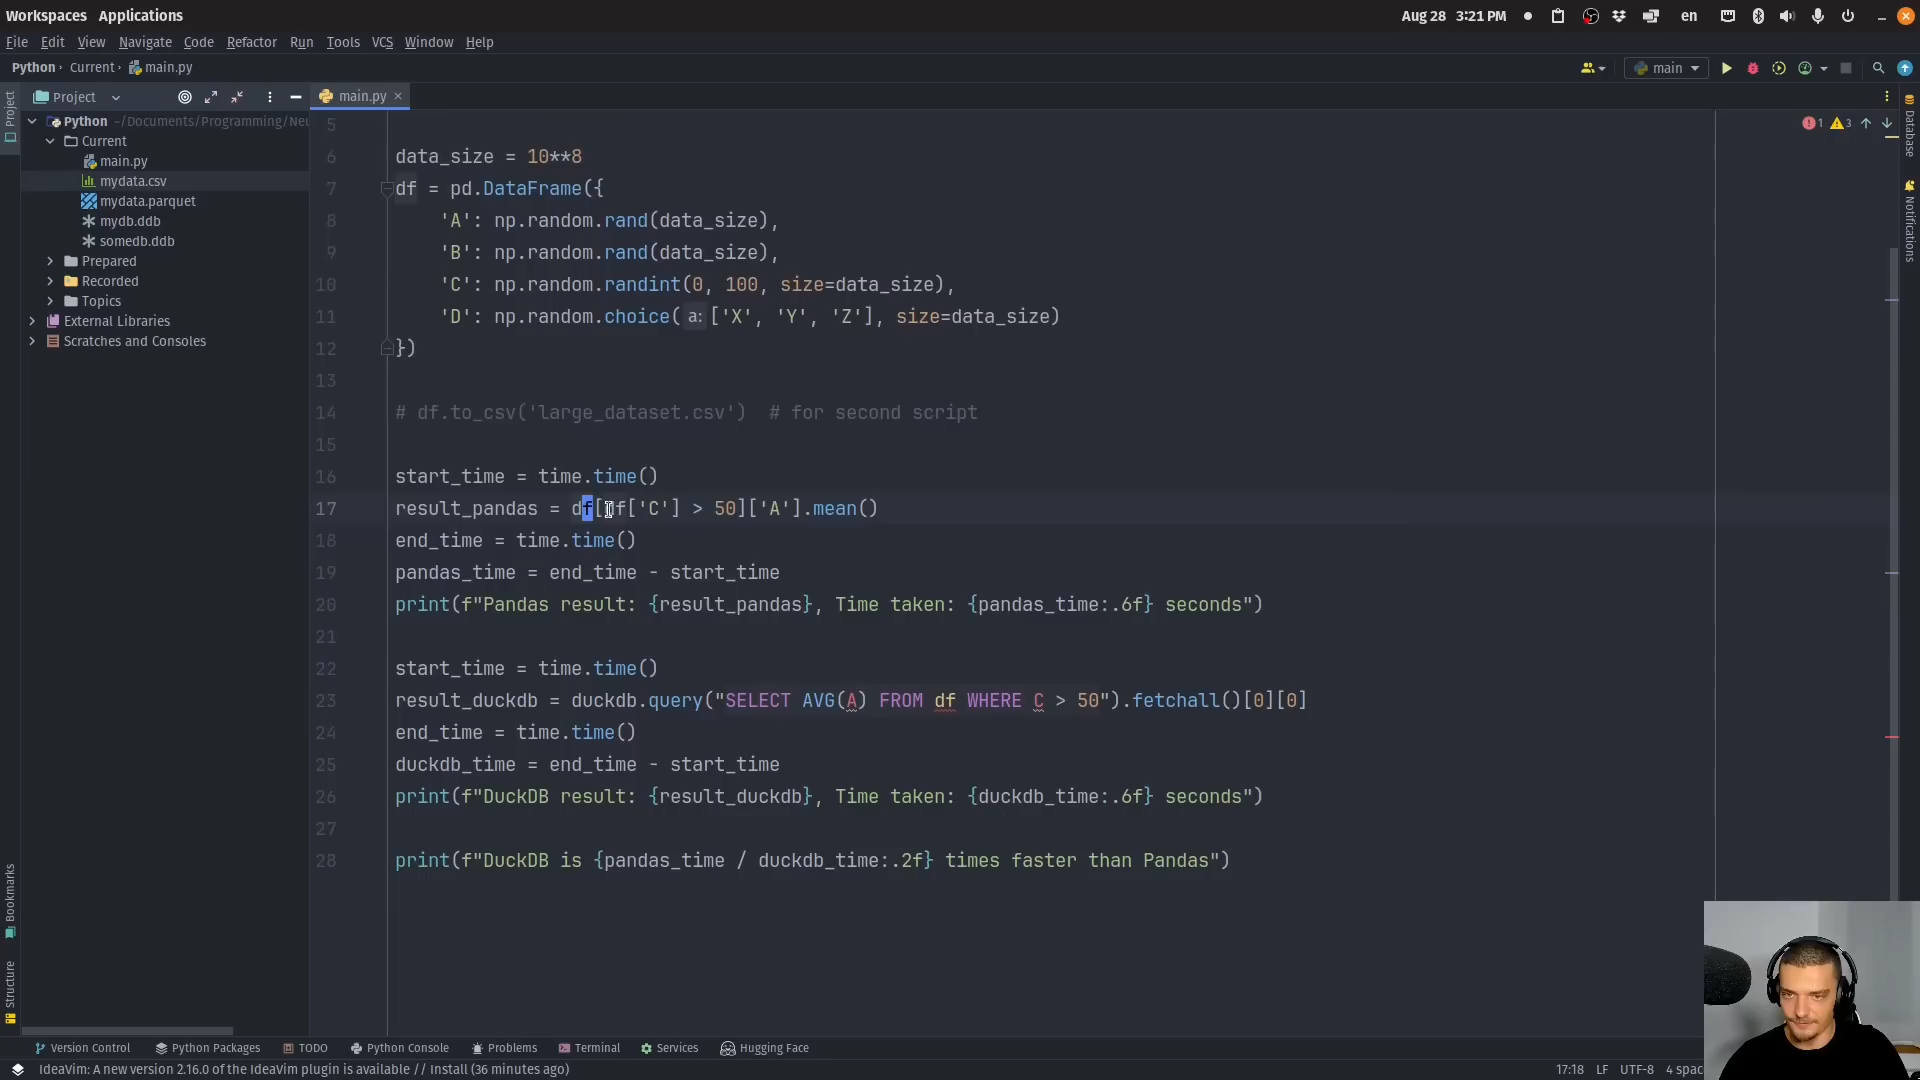 Workspaces Applications
Aug 28 3:21 PM
en
File Edit View Navigate Code Refactor Run Tools VCS Window Help
Python › Current › main.py
main
Project
Project
main.py
Python ~/Documents/Programming/Neu
Current
main.py
mydata.csv
mydata.parquet
mydb.ddb
somedb.ddb
Prepared
Recorded
Topics
External Libraries
Scratches and Consoles
1 3
5
6 data_size = 10**8
7 df = pd.DataFrame({
8 'A': np.random.rand(data_size),
9 'B': np.random.rand(data_size),
10 'C': np.random.randint(0, 100, size=data_size),
11 'D': np.random.choice( a: ['X', 'Y', 'Z'], size=data_size)
12 })
13
14 # df.to_csv('large_dataset.csv')  # for second script
15
16 start_time = time.time()
17 result_pandas = df[df['C'] > 50]['A'].mean()
18 end_time = time.time()
19 pandas_time = end_time - start_time
20 print(f"Pandas result: {result_pandas}, Time taken: {pandas_time:.6f} seconds")
21
22 start_time = time.time()
23 result_duckdb = duckdb.query("SELECT AVG(A) FROM df WHERE C > 50").fetchall()[0][0]
24 end_time = time.time()
25 duckdb_time = end_time - start_time
26 print(f"DuckDB result: {result_duckdb}, Time taken: {duckdb_time:.6f} seconds")
27
28 print(f"DuckDB is {pandas_time / duckdb_time:.2f} times faster than Pandas")
Database
Notifications
Bookmarks
Structure
Version Control Python Packages TODO Python Console Problems Terminal Services Hugging Face
IdeaVim: A new version 2.16.0 of the IdeaVim plugin is available // Install (36 minutes ago)
17:18 LF UTF-8 4 spac